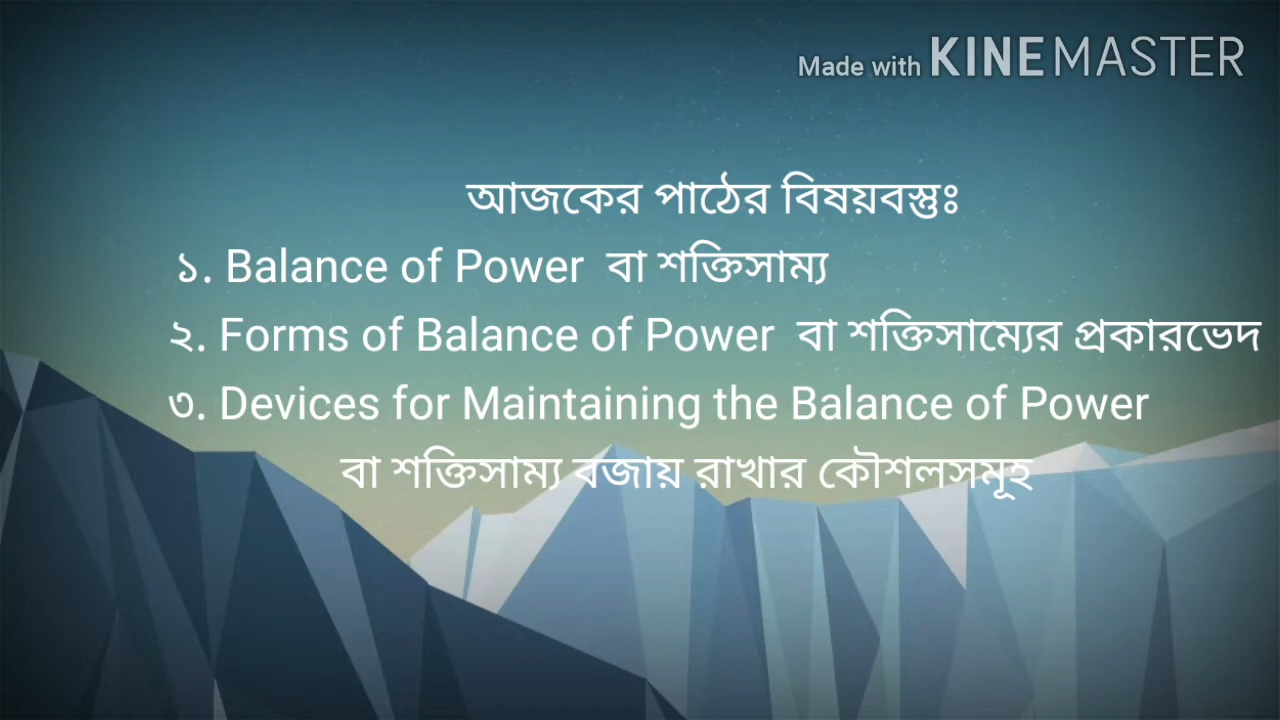 Made with KINEMASTER
আজকের পাঠের বিষয়বস্তুঃ
১. Balance of Power বা শক্তিসাম্য
২. Forms of Balance of Power বা শক্তিসাম্যের প্রকারভেদ
৩. Devices for Maintaining the Balance of Power
বা শক্তিসাম্য বজায় রাখার কৌশলসমূহ